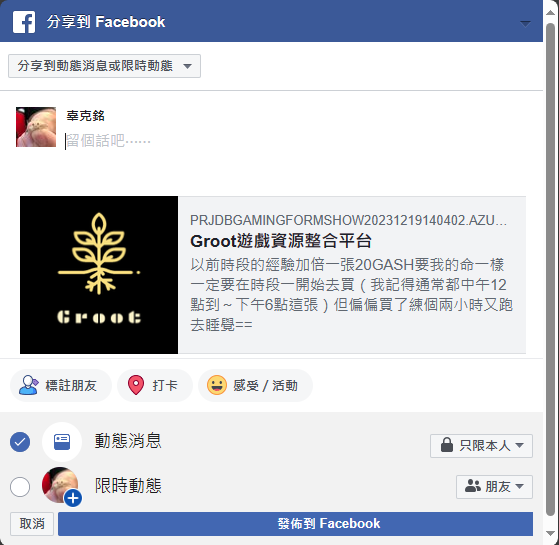 分享到 Facebook
分享到動態消息或限時動態
辜克銘
留個話吧⋯⋯
PRJDBGAMINGFORMSHOW20231219140402.AZU...
Groot遊戲資源整合平台
以前時段的經驗加倍一張20GASH要我的命一樣
一定要在時段一開始去買（我記得通常都中午12
點到～下午6點這張）但偏偏買了練個兩小時又跑
去睡覺==
Groot
標註朋友
打卡
感受 / 活動
動態消息
只限本人
限時動態
朋友
取消
發佈到 Facebook